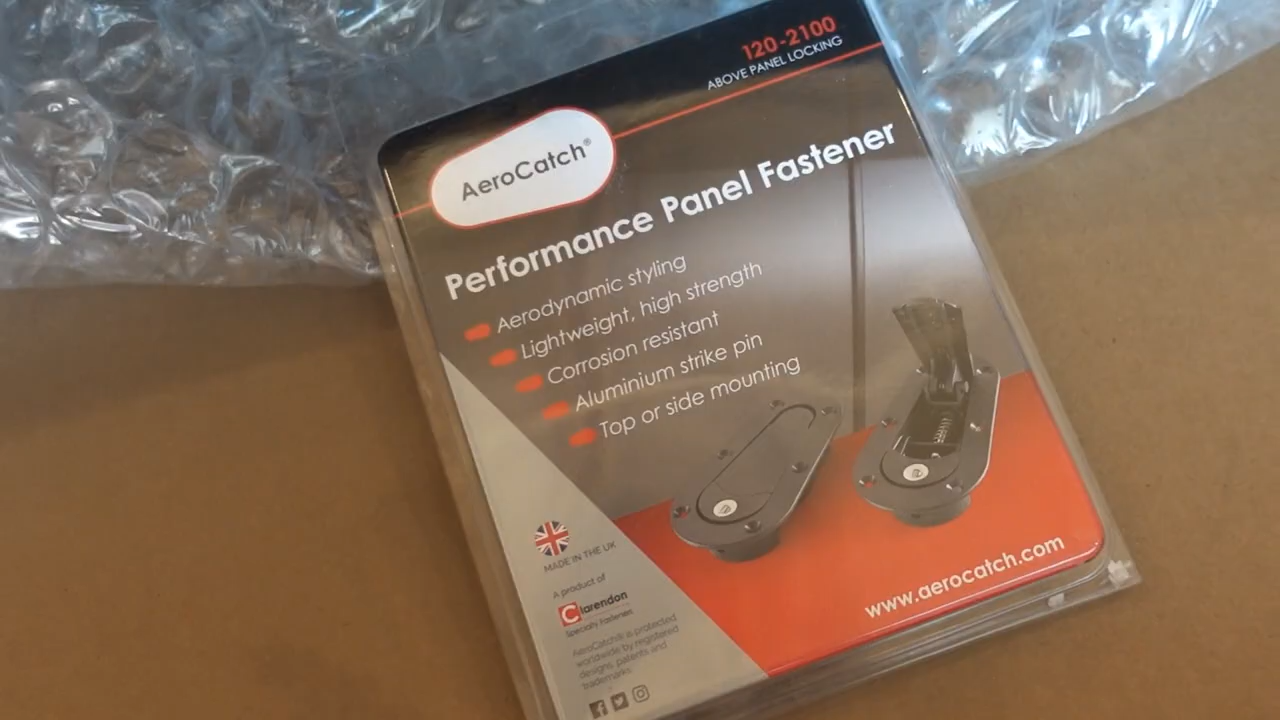 120-2100
ABOVE PANEL LOCKING
AeroCatch®
Performance Panel Fastener
Aerodynamic styling
Lightweight, high strength
Corrosion resistant
Aluminium strike pin
Top or side mounting
MADE IN THE UK
A product of
Clarendon
Specialty Fasteners
AeroCatch® is protected
worldwide by registered
designs, patents and
trademarks.
www.aerocatch.com